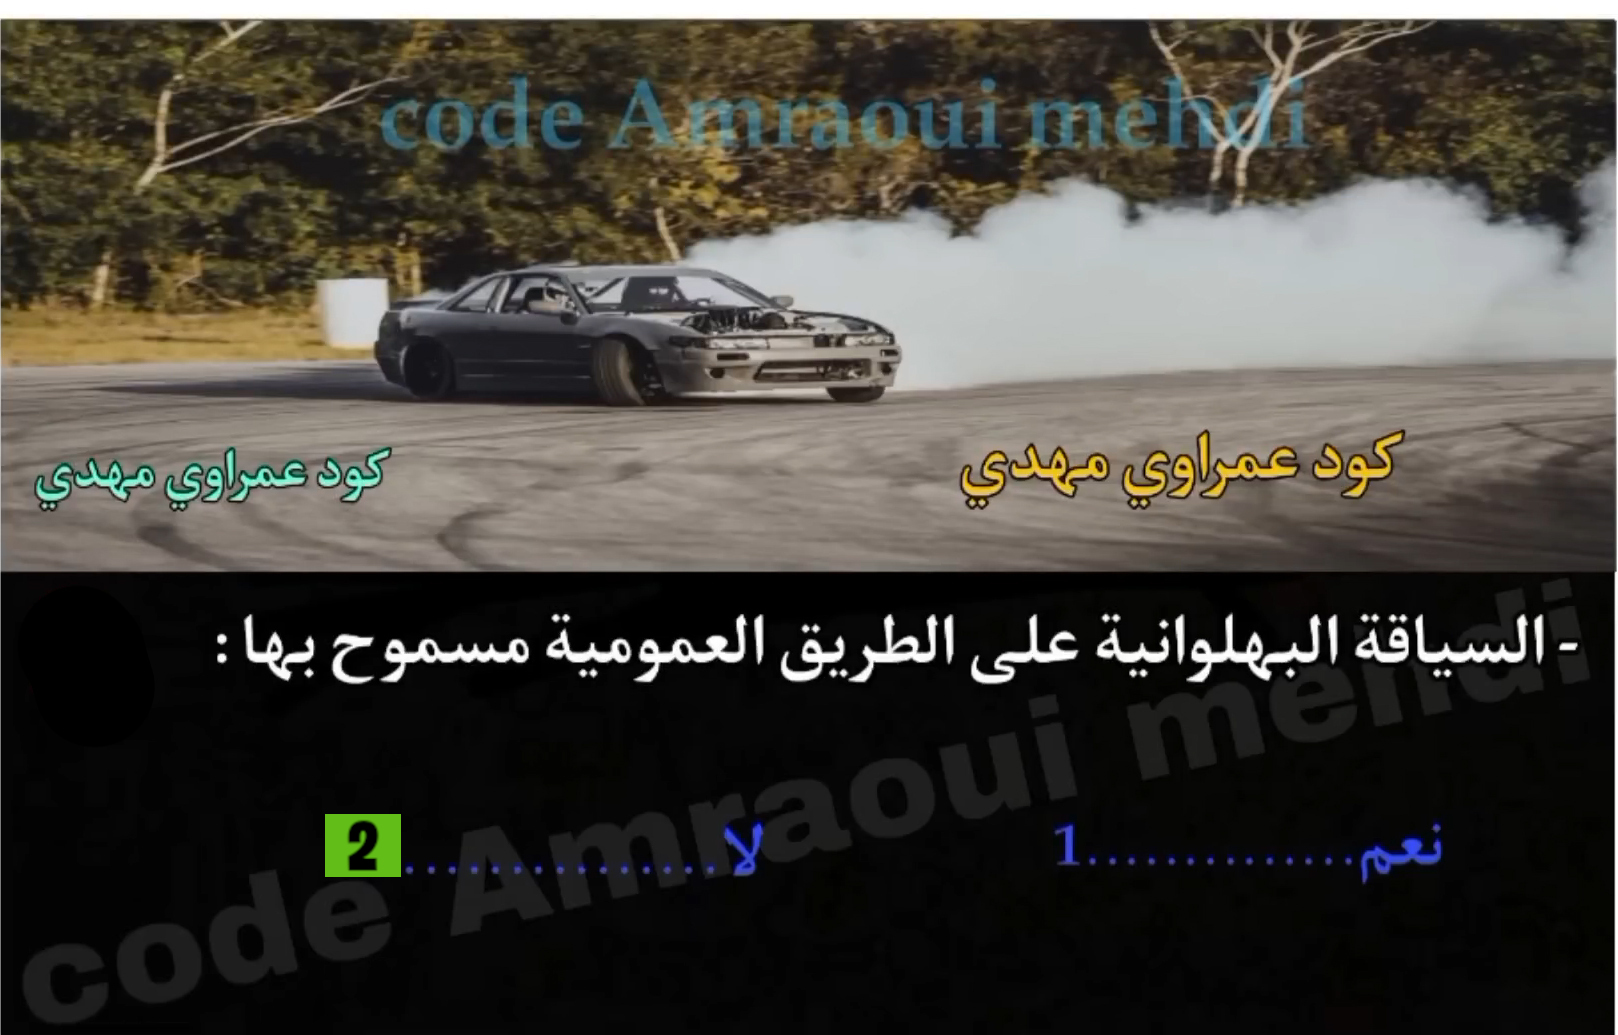 code Amraoui mehdi
كود عمراوي مهدي
كود عمراوي مهدي
- السياقة البهلوانية على الطريق العمومية مسموح بها :
نعم..............1
لا...............2
code Amraoui mehdi